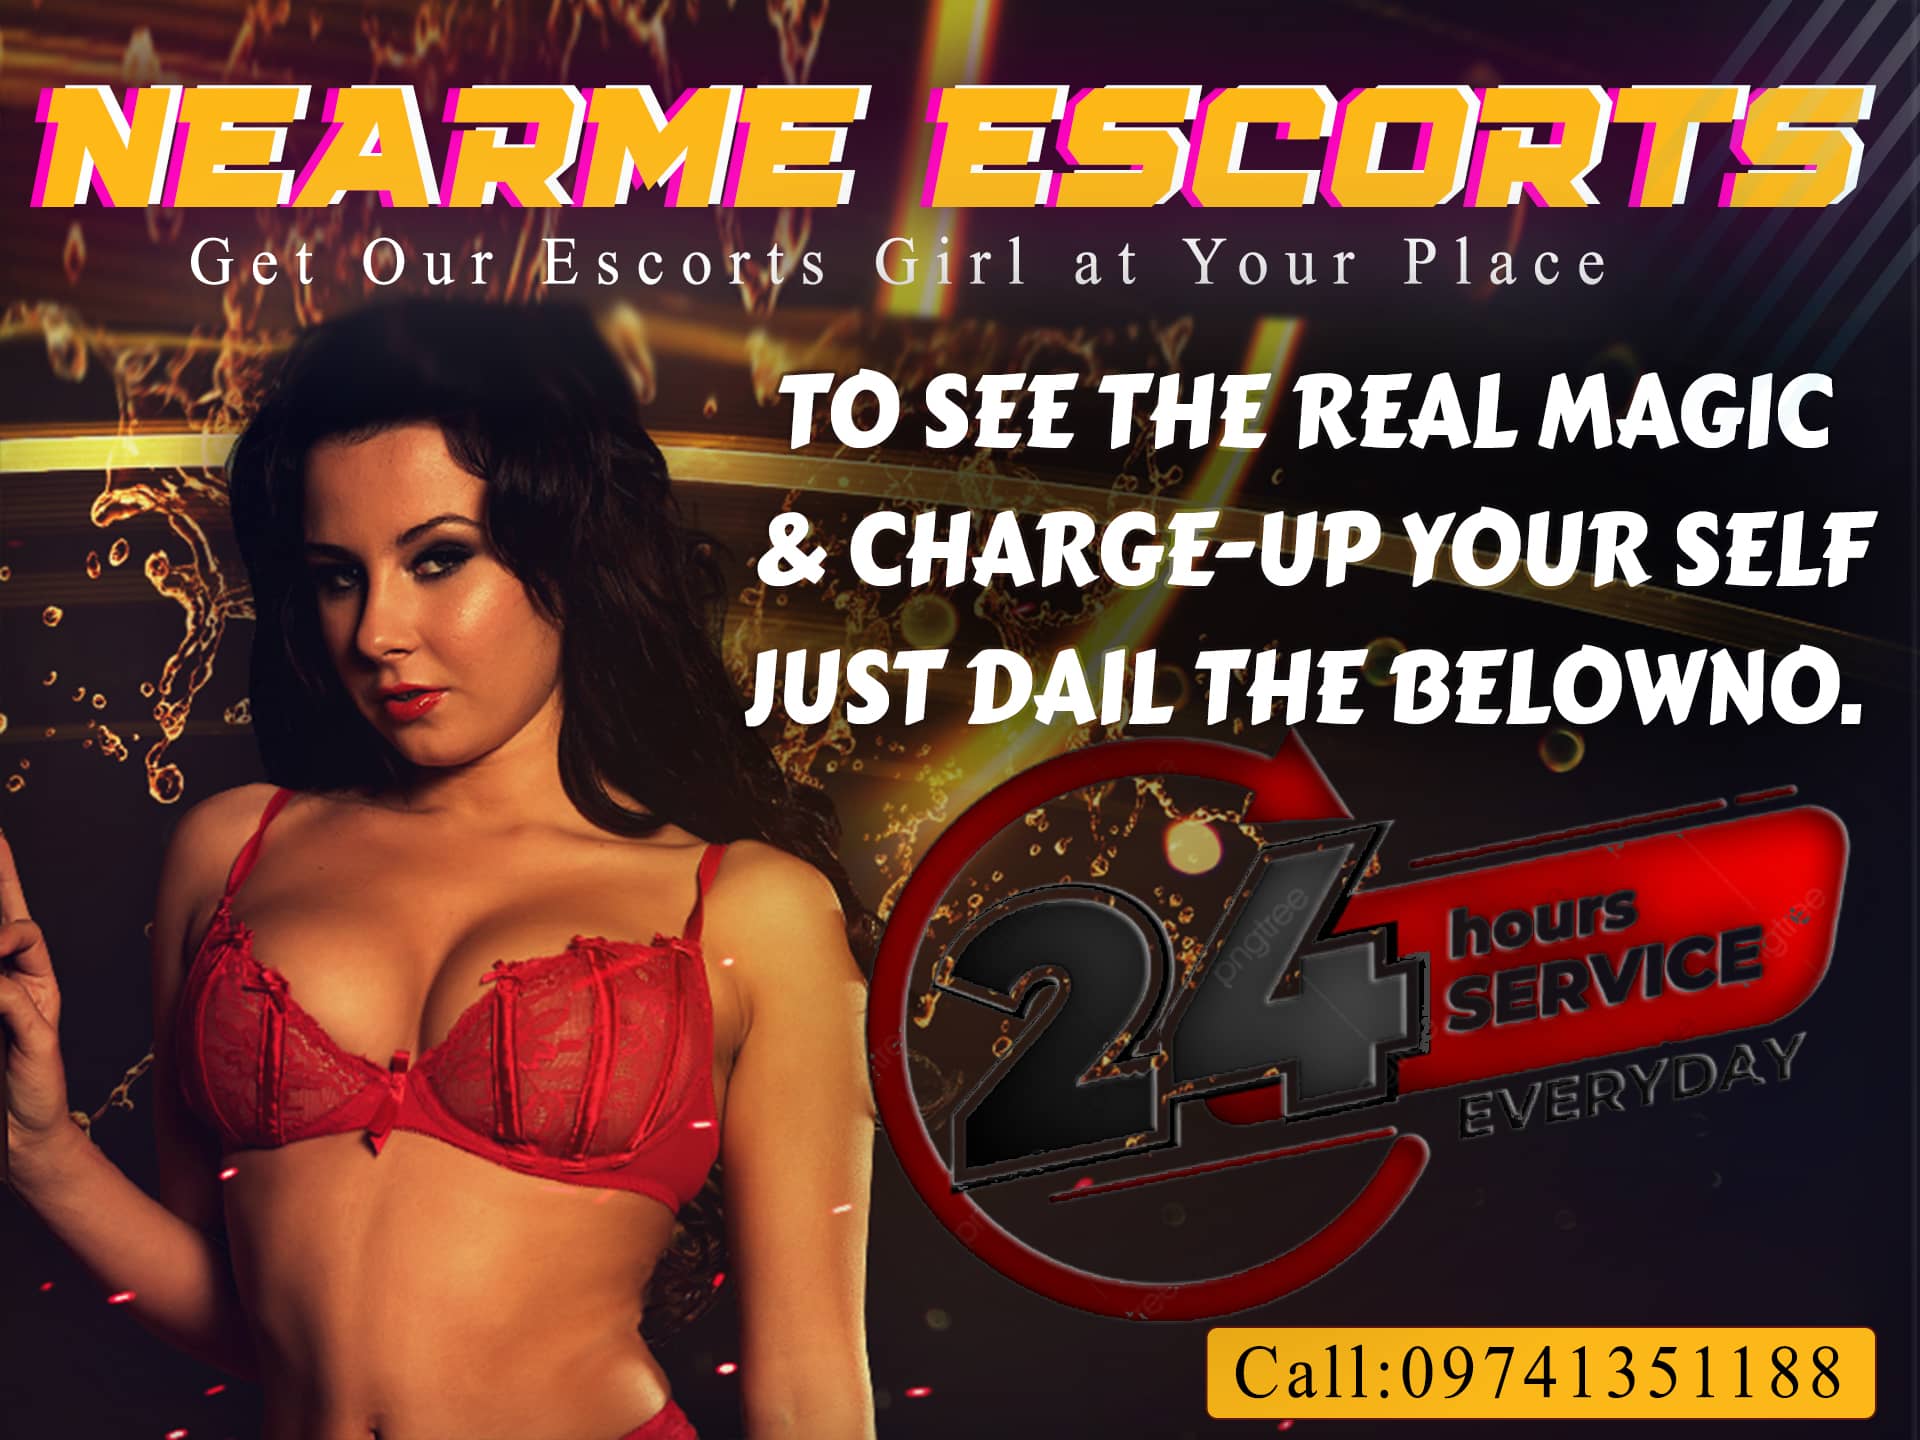 NEARME ESCORTS
Get Our Escorts Girl at Your Place
TO SEE THE REAL MAGIC
& CHARGE-UP YOUR SELF
JUST DAIL THE BELOWNO.
24
hours
SERVICE
EVERYDAY
pngtree
Call:09741351188